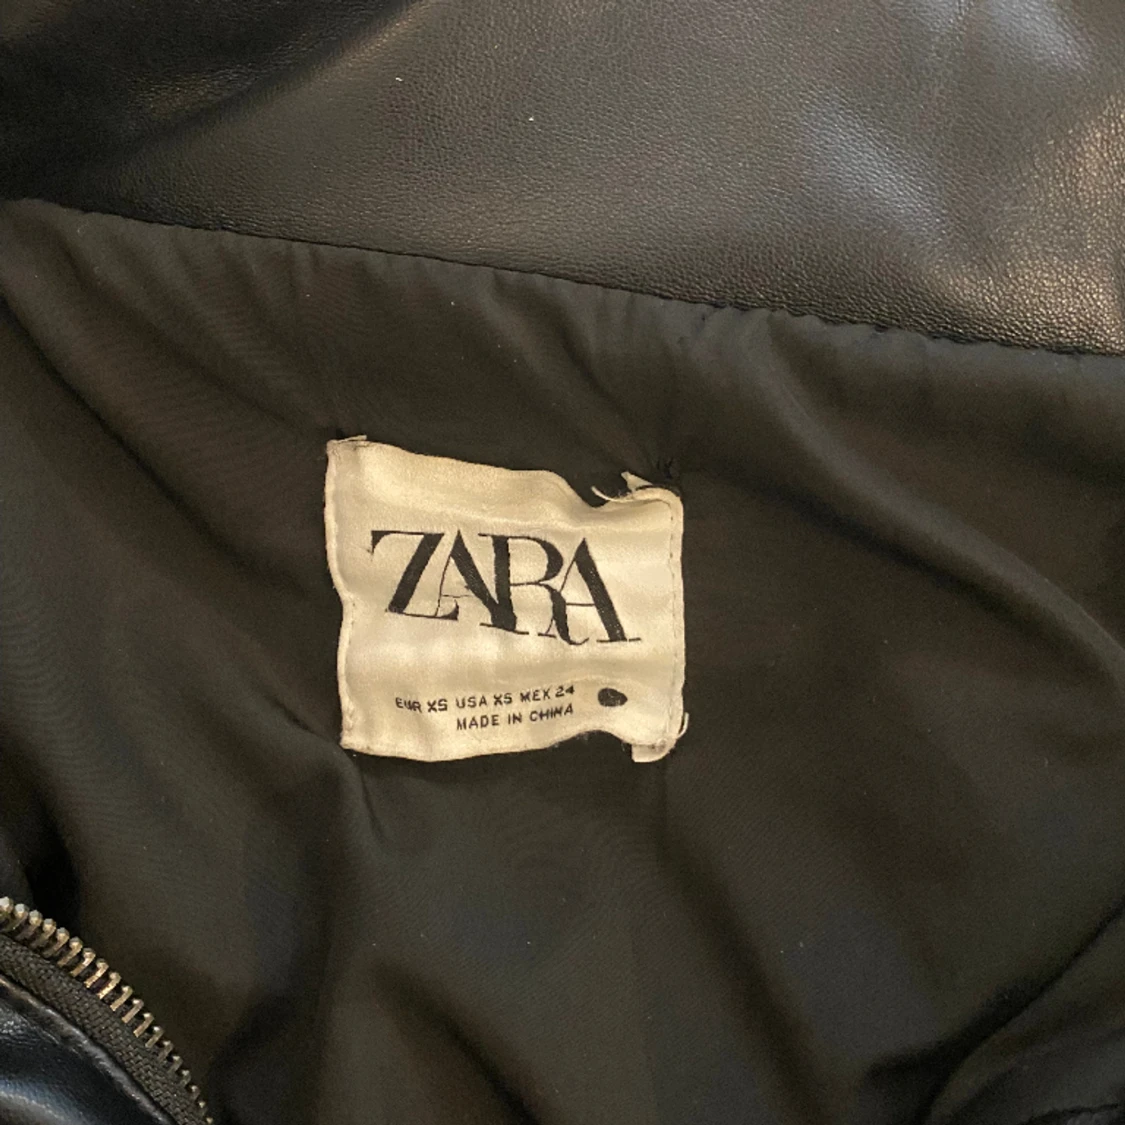 ZARA
EUR XS USA XS MEX 24
MADE IN CHINA